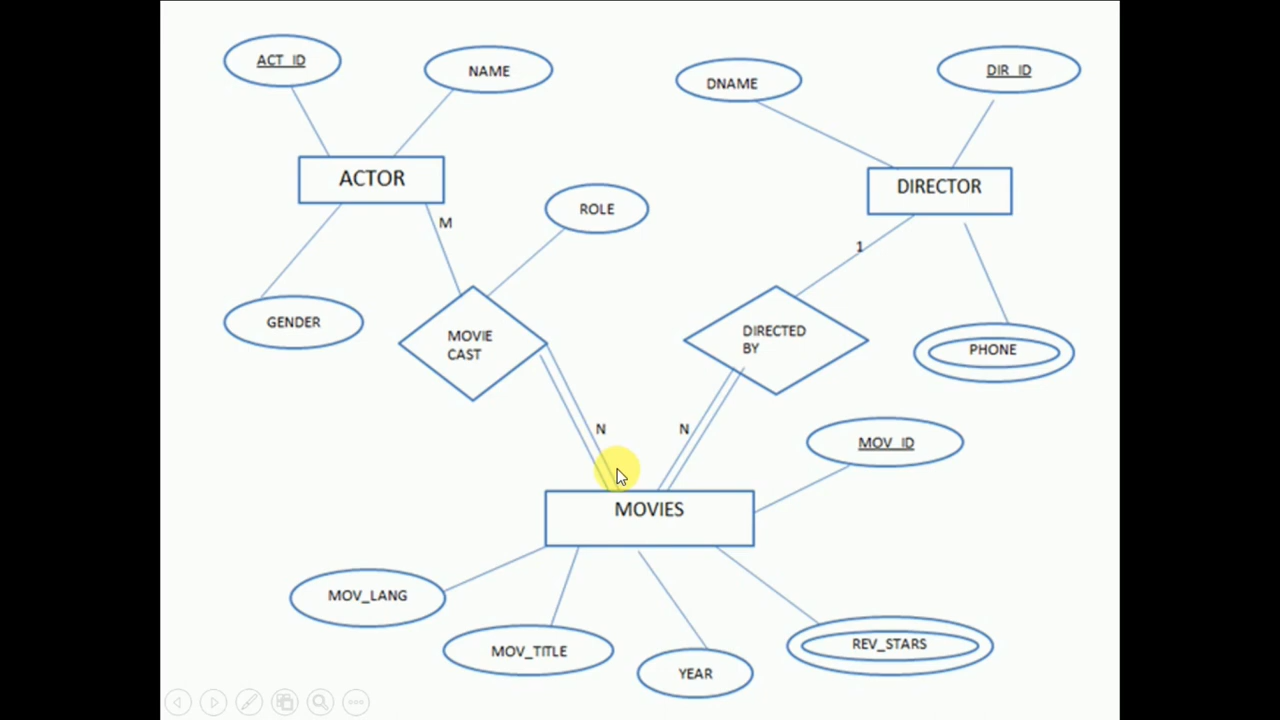 ACT_ID
NAME
DNAME
DIR_ID
ACTOR
DIRECTOR
M
ROLE
1
GENDER
MOVIE
CAST
DIRECTED
BY
PHONE
N
N
MOV_ID
MOVIES
MOV_LANG
MOV_TITLE
YEAR
REV_STARS